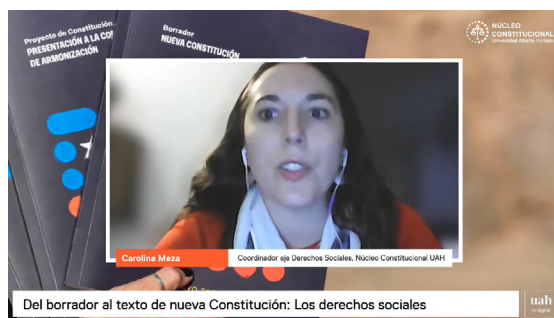 Proyecto de Constitución
PRESENTACIÓN A LA CO
DE ARMONIZACIÓN
Borrador
NUEVA CONSTITUCIÓN
NÚCLEO
CONSTITUCIONAL
Universidad Alberto Hurtado
Carolina Meza
Coordinador eje Derechos Sociales, Núcleo Constitucional UAH
Del borrador al texto de nueva Constitución: Los derechos sociales
uah